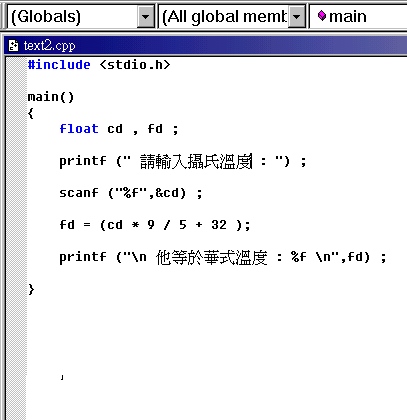 (Globals) (All global memb main
text2.cpp
#include <stdio.h>
main()
{
float cd , fd ;
printf (" 請輸入攝氏溫度 : ") ;
scanf ("%f",&cd) ;
fd = (cd * 9 / 5 + 32 );
printf ("\n 他等於華式溫度 : %f \n",fd) ;
}